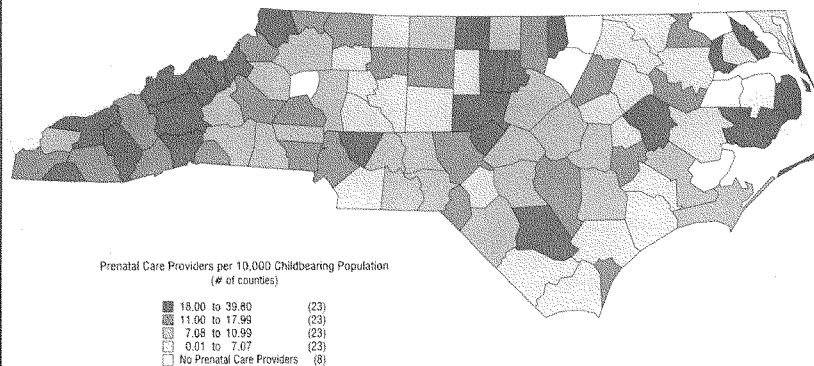 Prenatal Care Providers per 10,000 Childbearing Population
(# of counties)
18.00 to 39.80 (23)
11.00 to 17.99 (23)
7.08 to 10.99 (23)
0.01 to 7.07 (23)
No Prenatal Care Providers (8)